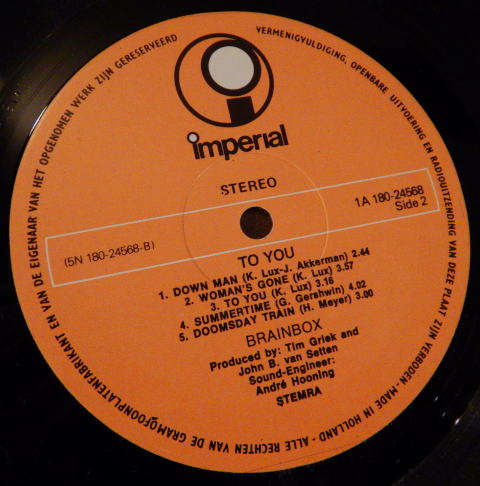 imperial
STEREO
(5N 180-24568-B)
1A 180-24568
Side 2
TO YOU
1. DOWN MAN (K. Lux-J. Akkerman) 2.44
2. WOMAN'S GONE (K. Lux) 3.57
3. TO YOU (K. Lux) 3.16
4. SUMMERTIME (G. Gershwin) 4.02
5. DOOMSDAY TRAIN (H. Meyer) 3.00
BRAINBOX
Produced by: Tim Griek and
John B. van Setten
Sound-Engineer:
André Hooning
STEMRA
ALLE RECHTEN VAN DE GRAMOFOONPLATENFABRIKANT EN VAN DE EIGENAAR VAN HET OPGENOMEN WERK ZIJN GERESERVEERD
VERMENIGVULDIGING, OPENBARE UITVOERING EN RADIOUITZENDING VAN DEZE PLAAT ZIJN VERBODEN - MADE IN HOLLAND -